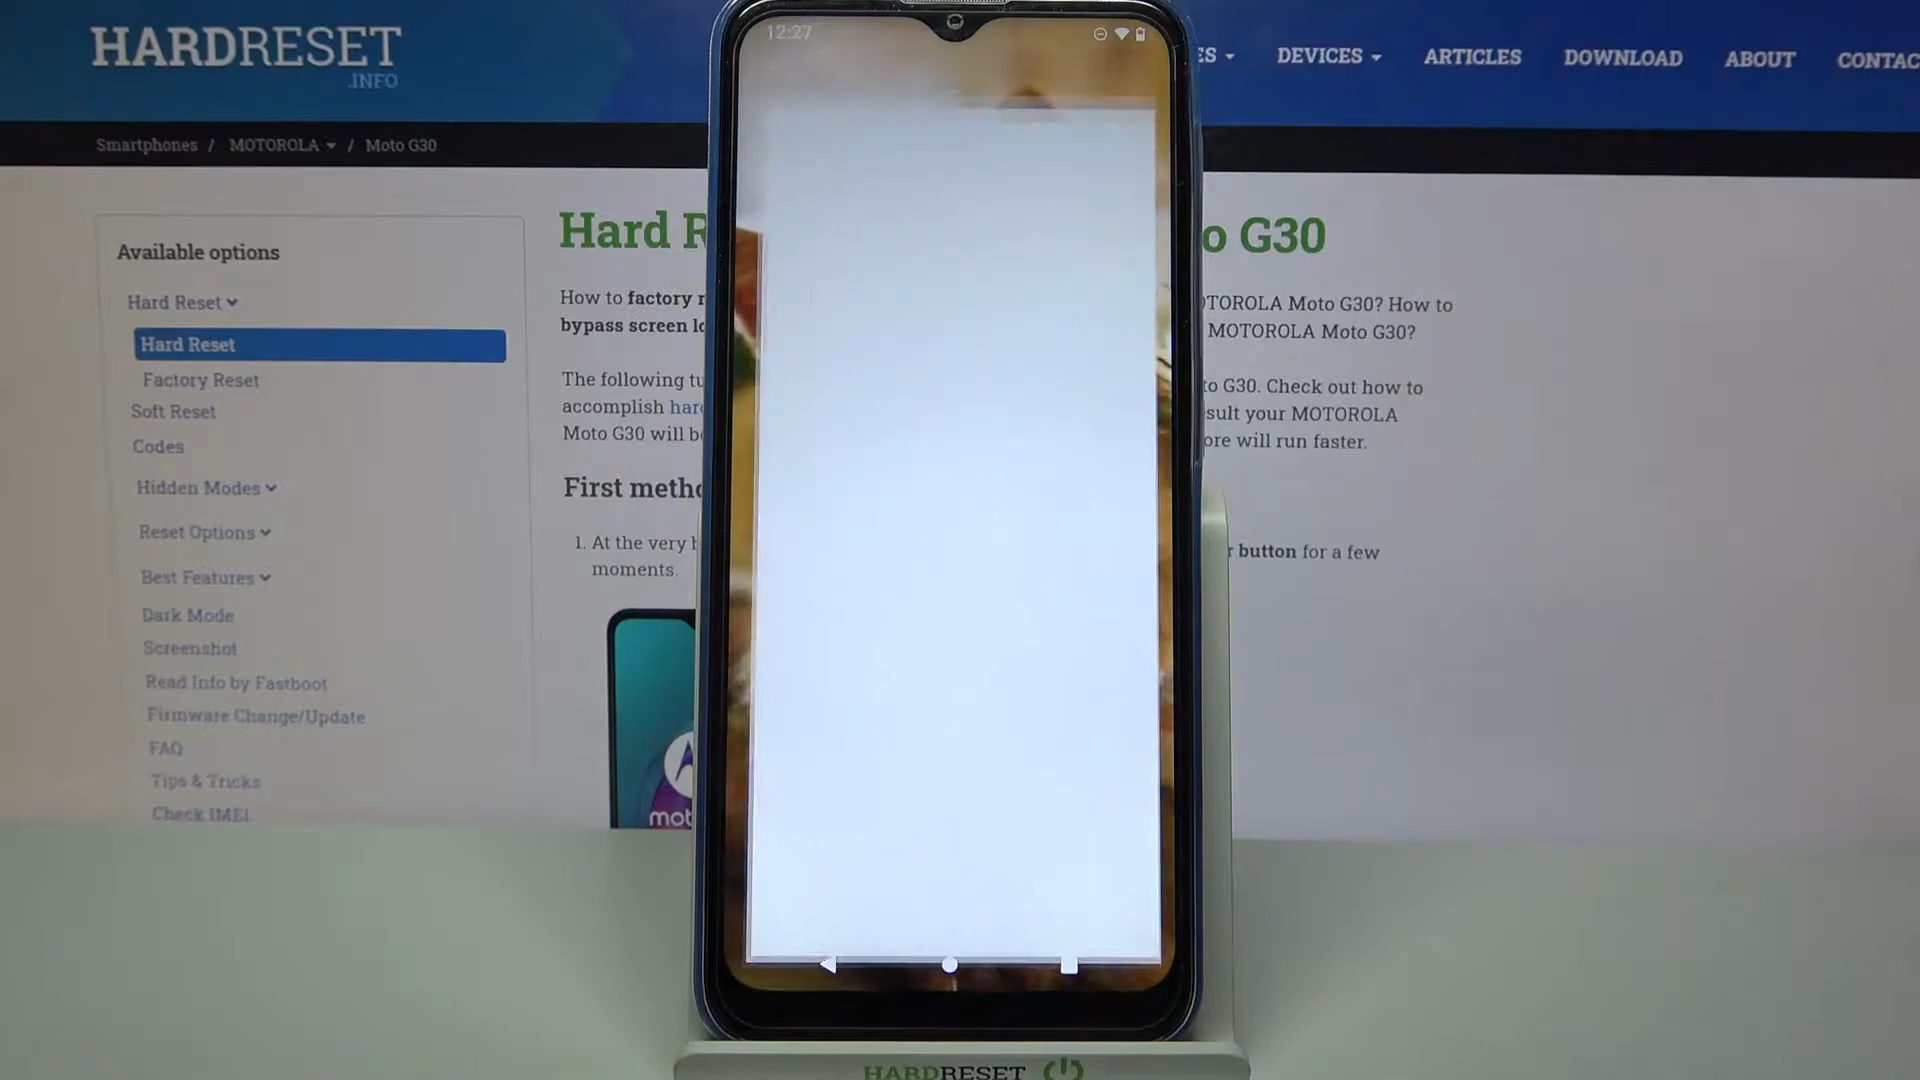 HARDRESET
.INFO
ES DEVICES ARTICLES DOWNLOAD ABOUT CONTAC
Smartphones / MOTOROLA / Moto G30
12:27
Available options
Hard Reset
Hard Reset
Factory Reset
Soft Reset
Codes
Hidden Modes
Reset Options
Best Features
Dark Mode
Screenshot
Read Info by Fastboot
Firmware Change/Update
FAQ
Tips & Tricks
Check IMEI
Hard R o G30
How to factory r OTOROLA Moto G30? How to
bypass screen lo MOTOROLA Moto G30?
The following tu to G30. Check out how to
accomplish hard sult your MOTOROLA
Moto G30 will be ore will run faster.
First metho
1. At the very b r button for a few
moments.
mot
HARDRESET